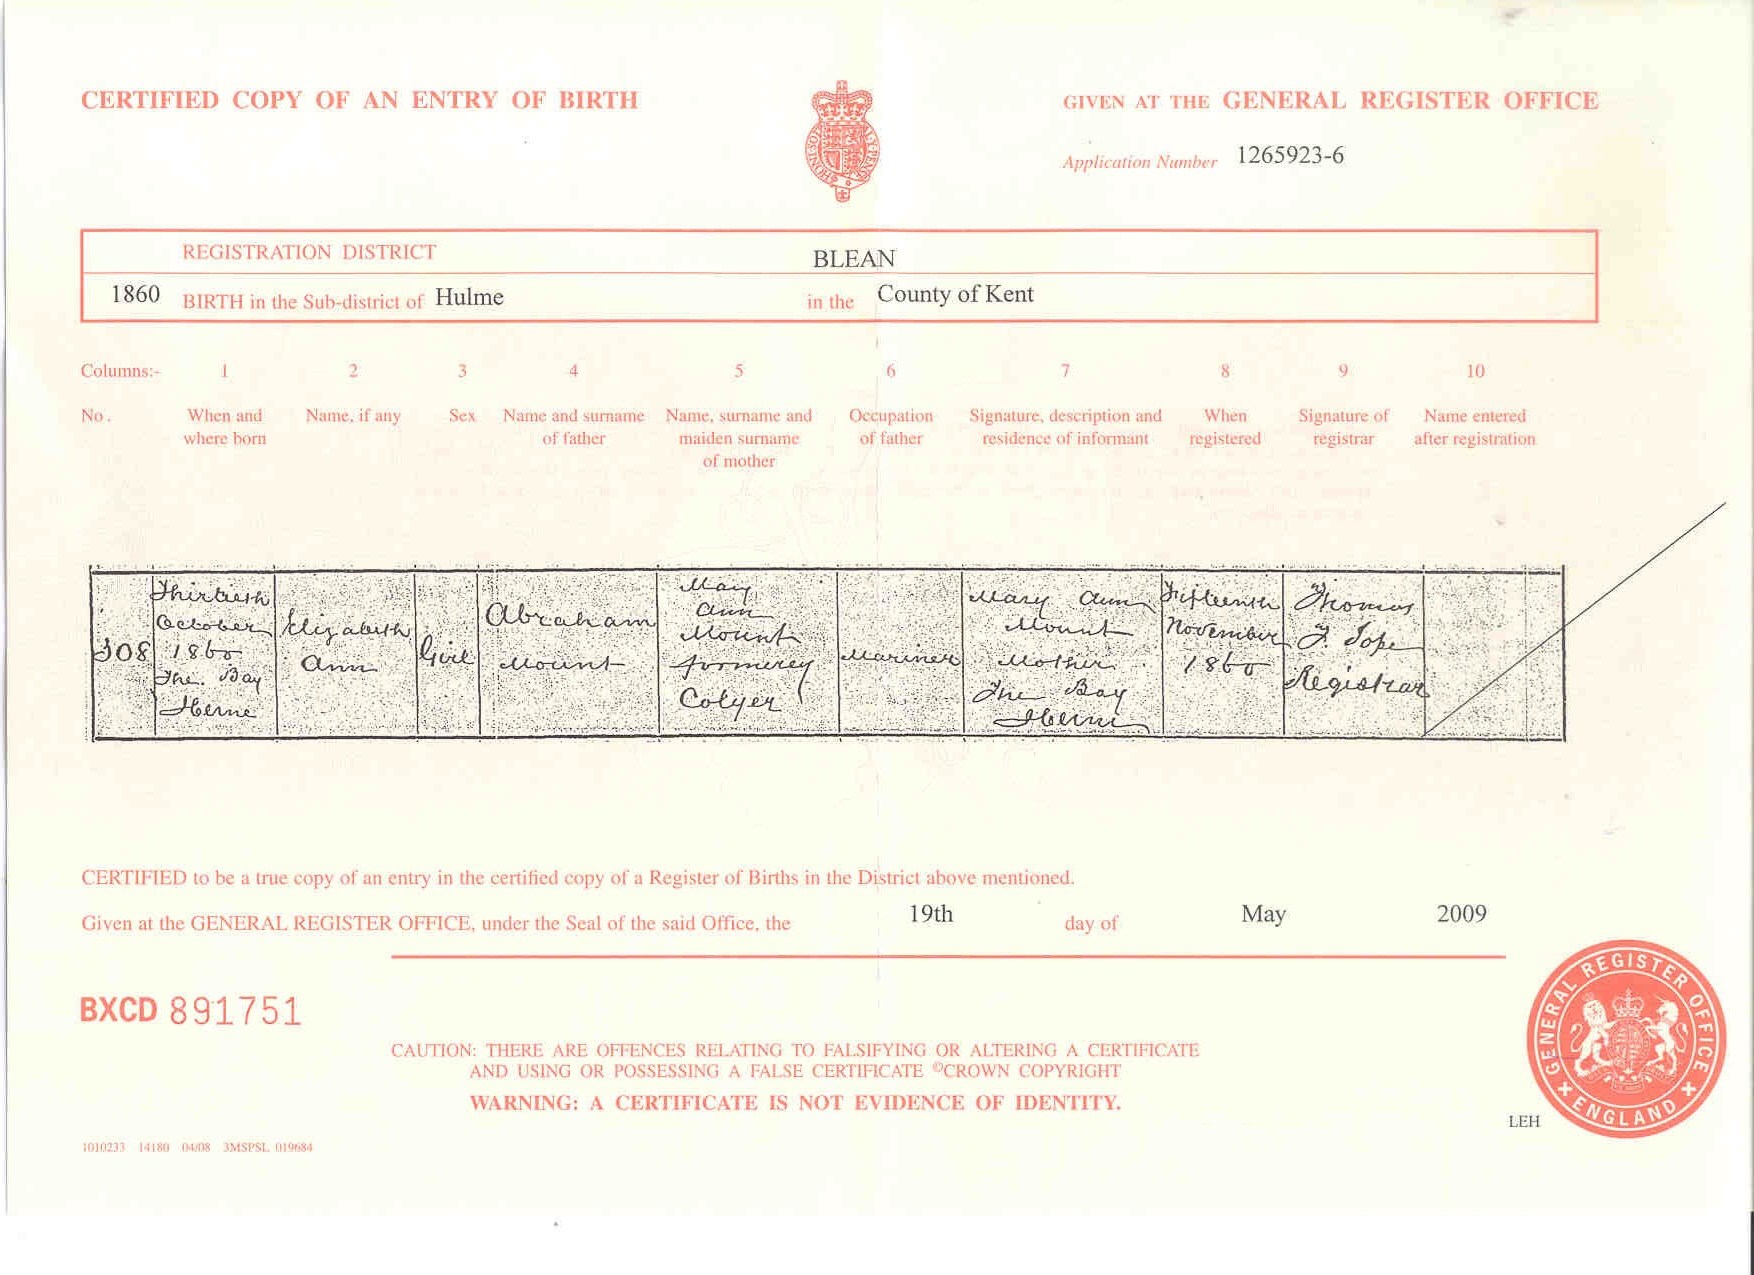 CERTIFIED COPY OF AN ENTRY OF BIRTH
GIVEN AT THE GENERAL REGISTER OFFICE
Application Number 1265923-6
REGISTRATION DISTRICT BLEAN
1860 BIRTH in the Sub-district of Hulme in the County of Kent
Columns:- 1 2 3 4 5 6 7 8 9 10
No. When and where born Name, if any Sex Name and surname of father Name, surname and maiden surname of mother Occupation of father Signature, description and residence of informant When registered Signature of registrar Name entered after registration
308
Thirtieth
October
1860
The Bay
Herne
Elizabeth
Ann
Girl
Abraham
Mount
Mary
Ann
Mount
formerly
Colyer
Mariner
Mary Ann
Mount
Mother
The Bay
Herne
Fifteenth
November
1860
Thomas
Registrar
CERTIFIED to be a true copy of an entry in the certified copy of a Register of Births in the District above mentioned.
Given at the GENERAL REGISTER OFFICE, under the Seal of the said Office, the 19th day of May 2009
BXCD 891751
CAUTION: THERE ARE OFFENCES RELATING TO FALSIFYING OR ALTERING A CERTIFICATE
AND USING OR POSSESSING A FALSE CERTIFICATE ©CROWN COPYRIGHT
WARNING: A CERTIFICATE IS NOT EVIDENCE OF IDENTITY.
LEH
GENERAL REGISTER OFFICE
ENGLAND
1010233 14180 04/08 3MSPSL 019684